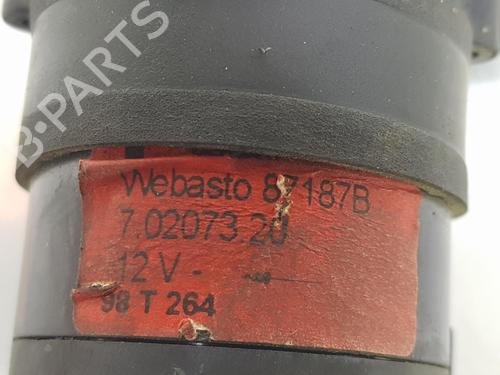 B-PARTS
Webasto 87187B
7.02073.20
12 V -
98 T 264